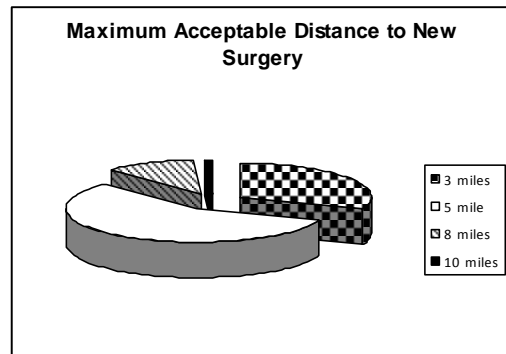 Maximum Acceptable Distance to New
Surgery
3 miles
5 mile
8 miles
10 miles